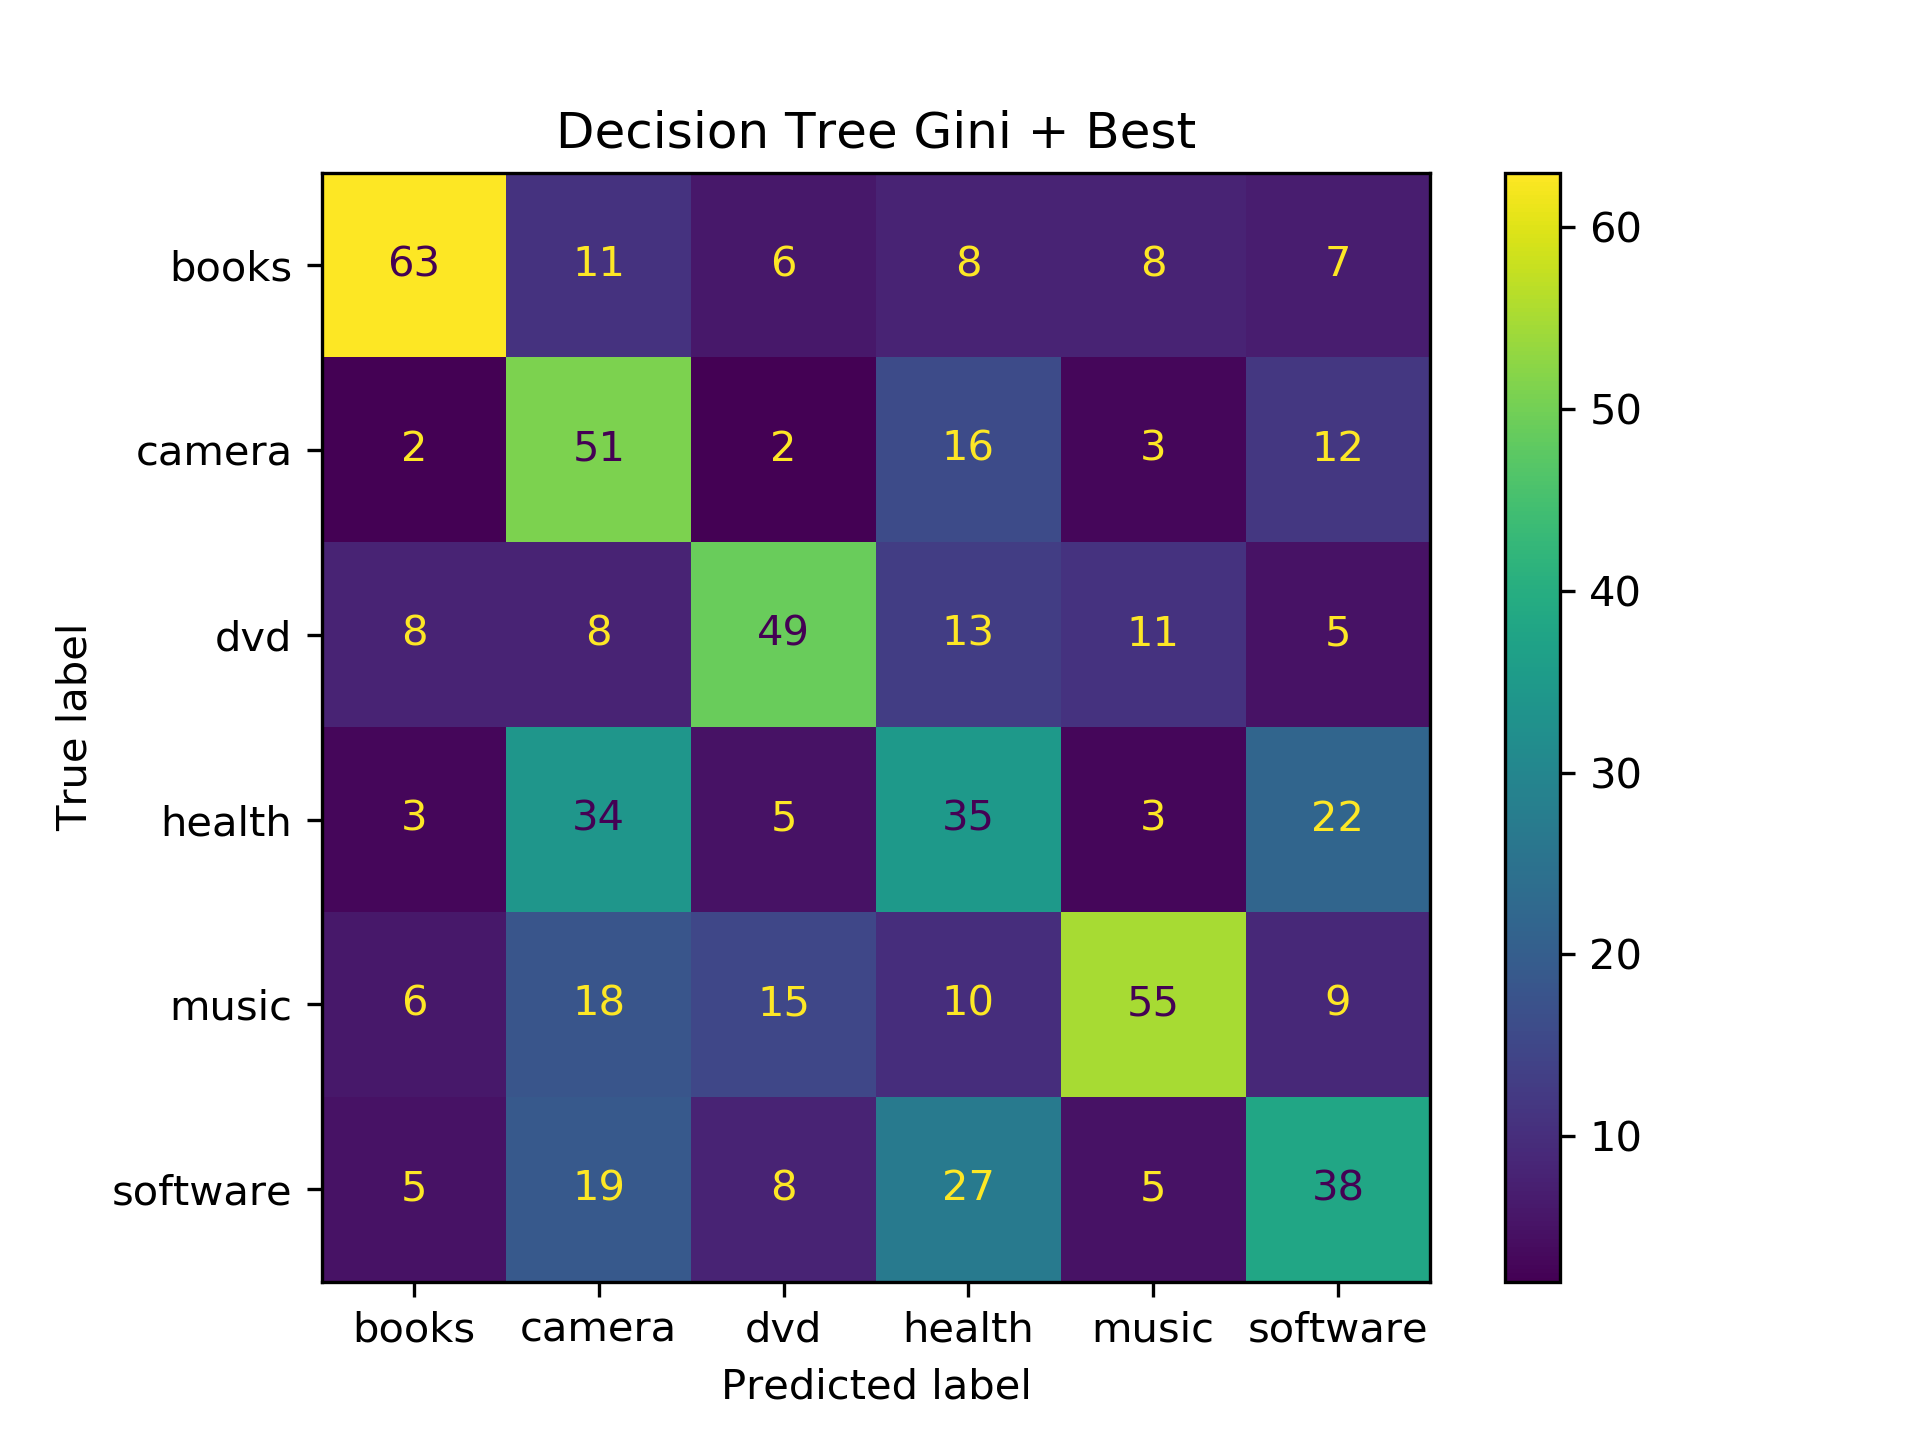 Decision Tree Gini + Best
True label
books 63 11 6 8 8 7
camera 2 51 2 16 3 12
dvd 8 8 49 13 11 5
health 3 34 5 35 3 22
music 6 18 15 10 55 9
software 5 19 8 27 5 38
books camera dvd health music software
Predicted label
60
50
40
30
20
10